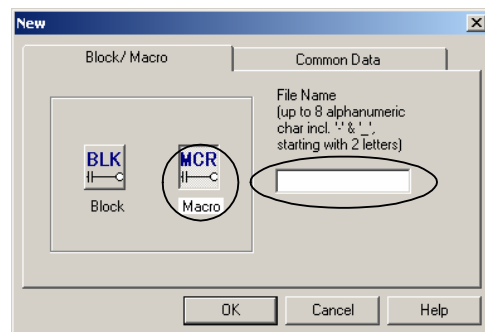 New
Block/ Macro
Common Data
File Name
(up to 8 alphanumeric
char incl. '-' & '_',
starting with 2 letters)
BLK
MCR
Block
Macro
OK
Cancel
Help